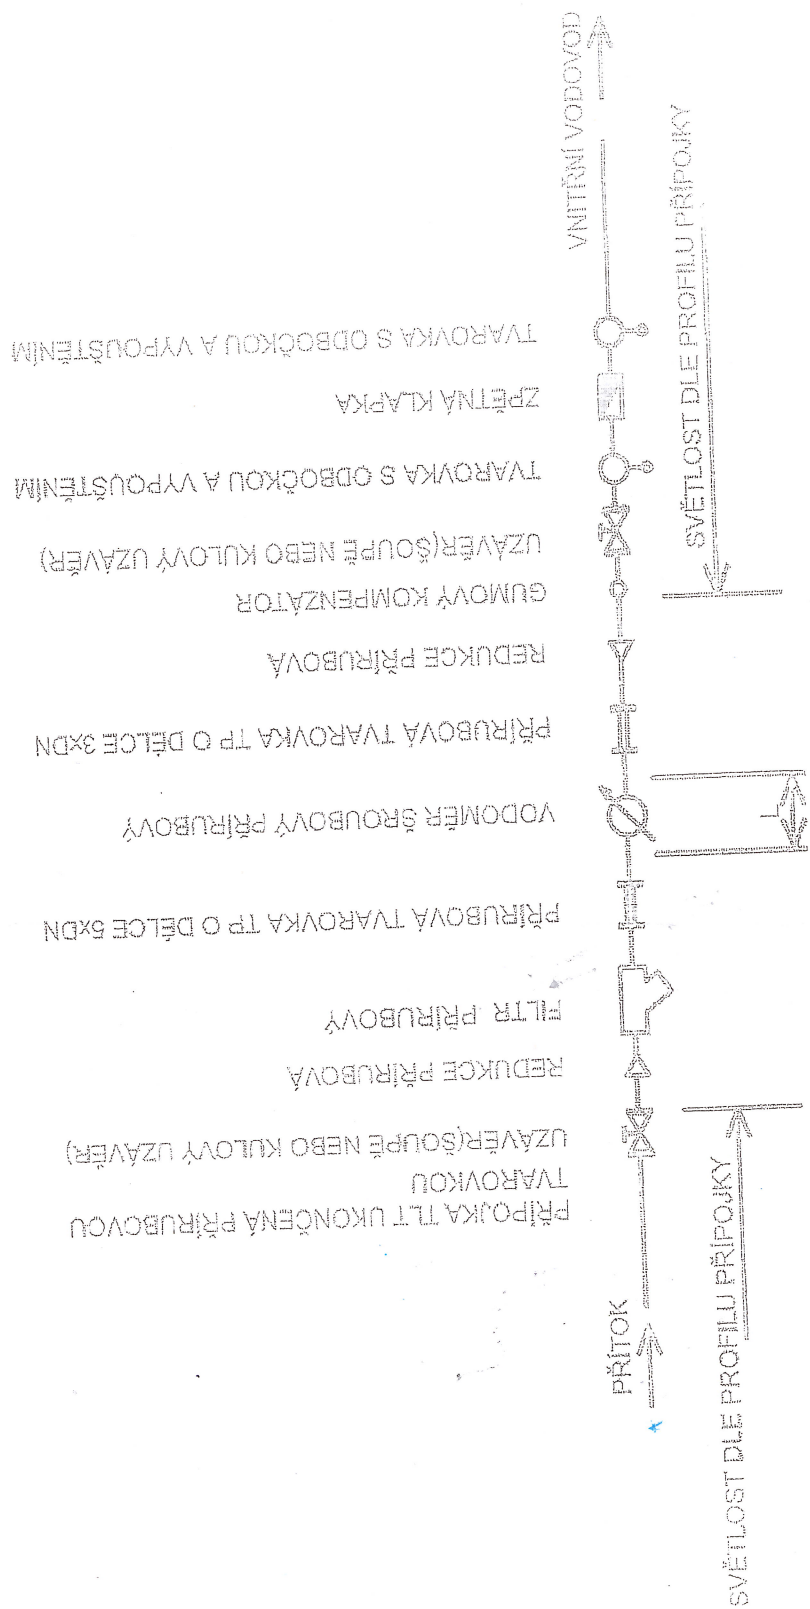 PŘÍTOK
PŘÍPOJKA TLT UKONČENÁ PŘÍRUBOVOU
TVAROVKOU
UZÁVĚR(ŠOUPĚ NEBO KULOVÝ UZÁVĚR)
REDUKCE PŘÍRUBOVÁ
FILTR PŘÍRUBOVÝ
PŘÍRUBOVÁ TVAROVKA TP O DÉLCE 5xDN
VODOMĚR ŠROUBOVÝ PŘÍRUBOVÝ
PŘÍRUBOVÁ TVAROVKA TP O DÉLCE 3xDN
REDUKCE PŘÍRUBOVÁ
GUMOVÝ KOMPENZÁTOR
UZÁVĚR(ŠOUPĚ NEBO KULOVÝ UZÁVĚR)
TVAROVKA S ODBOČKOU A VYPOUŠTĚNÍM
ZPĚTNÁ KLAPKA
TVAROVKA S ODBOČKOU A VYPOUŠTĚNÍM
VNITŘNÍ VODOVOD
SVĚTLOST DLE PROFILU PŘÍPOJKY
L
SVĚTLOST DLE PROFILU PŘÍPOJKY